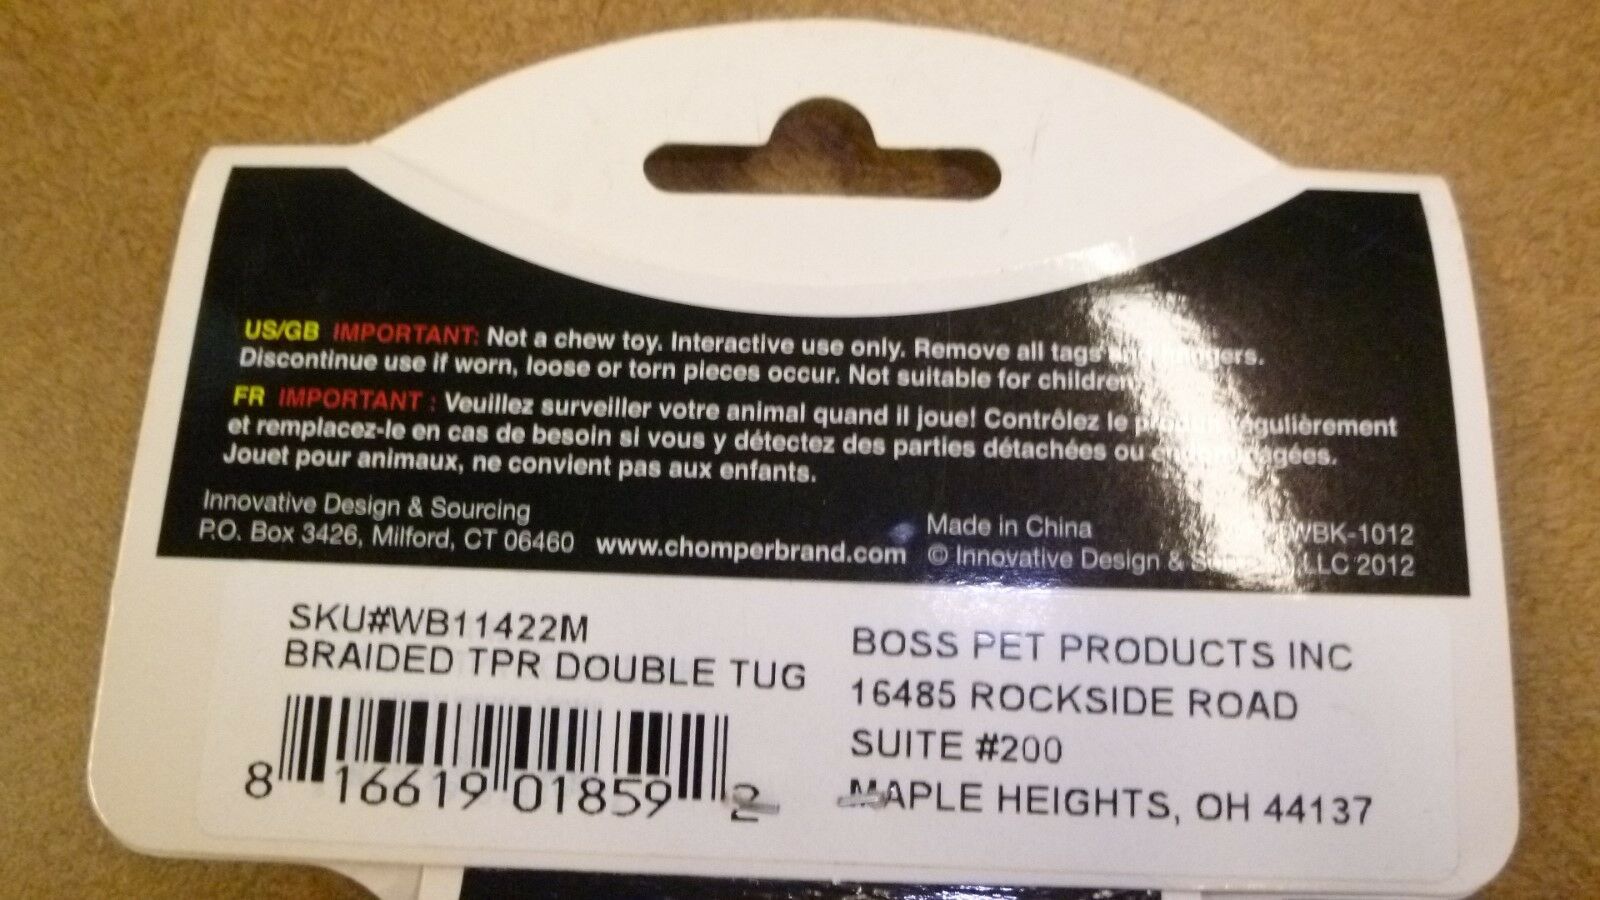 US/GB IMPORTANT: Not a chew toy. Interactive use only. Remove all tags
Discontinue use if worn, loose or torn pieces occur. Not suitable for children
FR IMPORTANT : Veuillez surveiller votre animal quand il joue! Contrôlez le
et remplacez-le en cas de besoin si vous y détectez des parties détachées ou
Jouet pour animaux, ne convient pas aux enfants.
Innovative Design & Sourcing
P.O. Box 3426, Milford, CT 06460 www.chomperbrand.com
Made in China WBK-1012
© Innovative Design & LLC 2012
SKU#WB11422M
BRAIDED TPR DOUBLE TUG
8 16619 01859 2
BOSS PET PRODUCTS INC
16485 ROCKSIDE ROAD
SUITE #200
MAPLE HEIGHTS, OH 44137